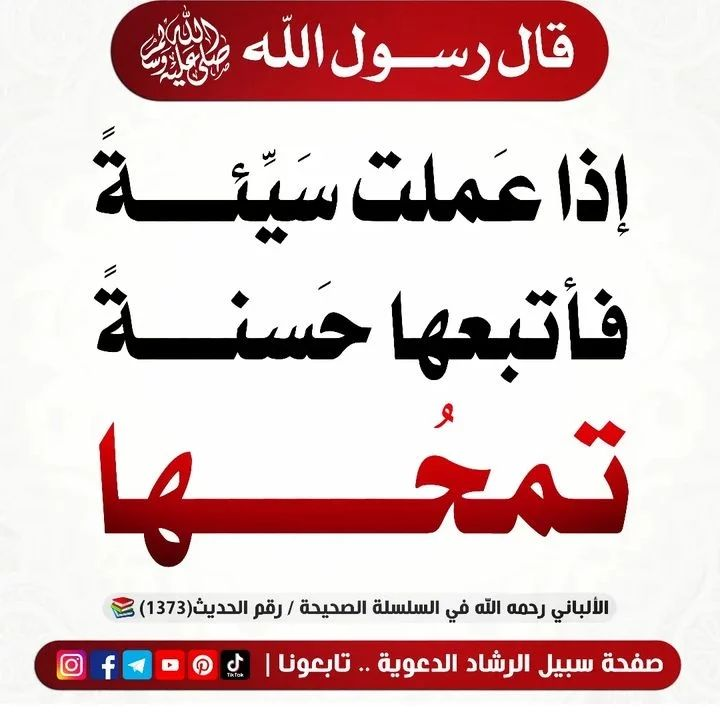 قال رسول الله صلى الله عليه وسلم
إذا عَملت سَيِّئةً
فأتبعها حَسنةً
تمحُها
الألباني رحمه الله في السلسلة الصحيحة / رقم الحديث(1373)
صفحة سبيل الرشاد الدعوية .. تابعونا |
TikTok